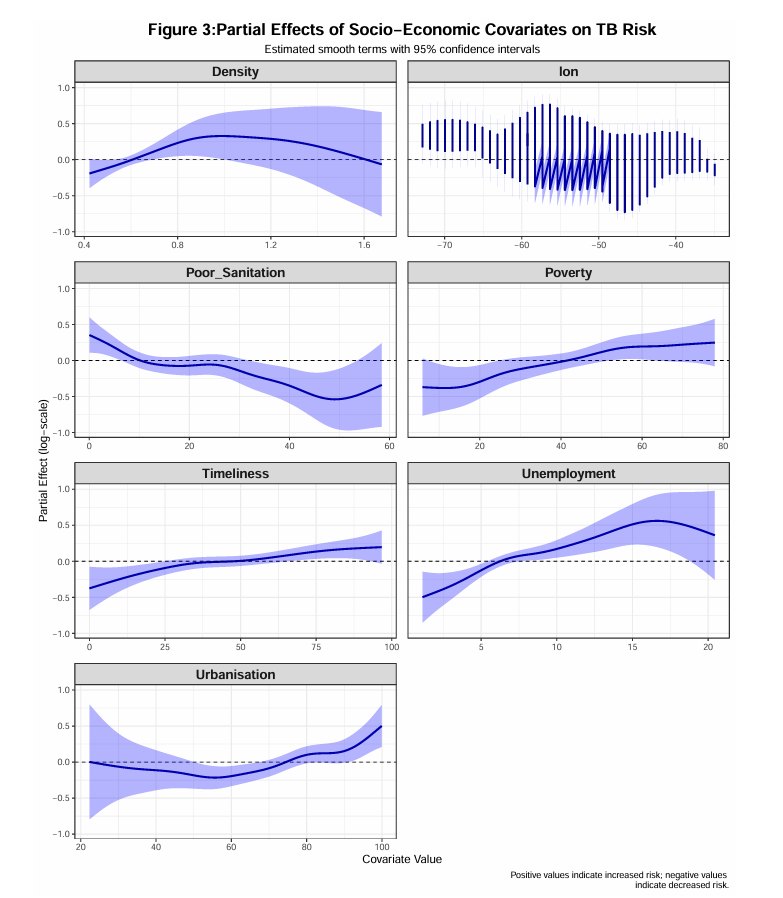 Figure 3:Partial Effects of Socio−Economic Covariates on TB Risk
Estimated smooth terms with 95% confidence intervals
Density
lon
1.0
0.5
0.0
−0.5
−1.0
0.4 0.8 1.2 1.6
−70 −60 −50 −40
Poor_Sanitation
Poverty
1.0
0.5
0.0
−0.5
−1.0
0 20 40 60
20 40 60 80
Partial Effect (log−scale)
Timeliness
Unemployment
1.0
0.5
0.0
−0.5
−1.0
0 25 50 75 100
5 10 15 20
Urbanisation
1.0
0.5
0.0
−0.5
−1.0
20 40 60 80 100
Covariate Value
Positive values indicate increased risk; negative values
indicate decreased risk.